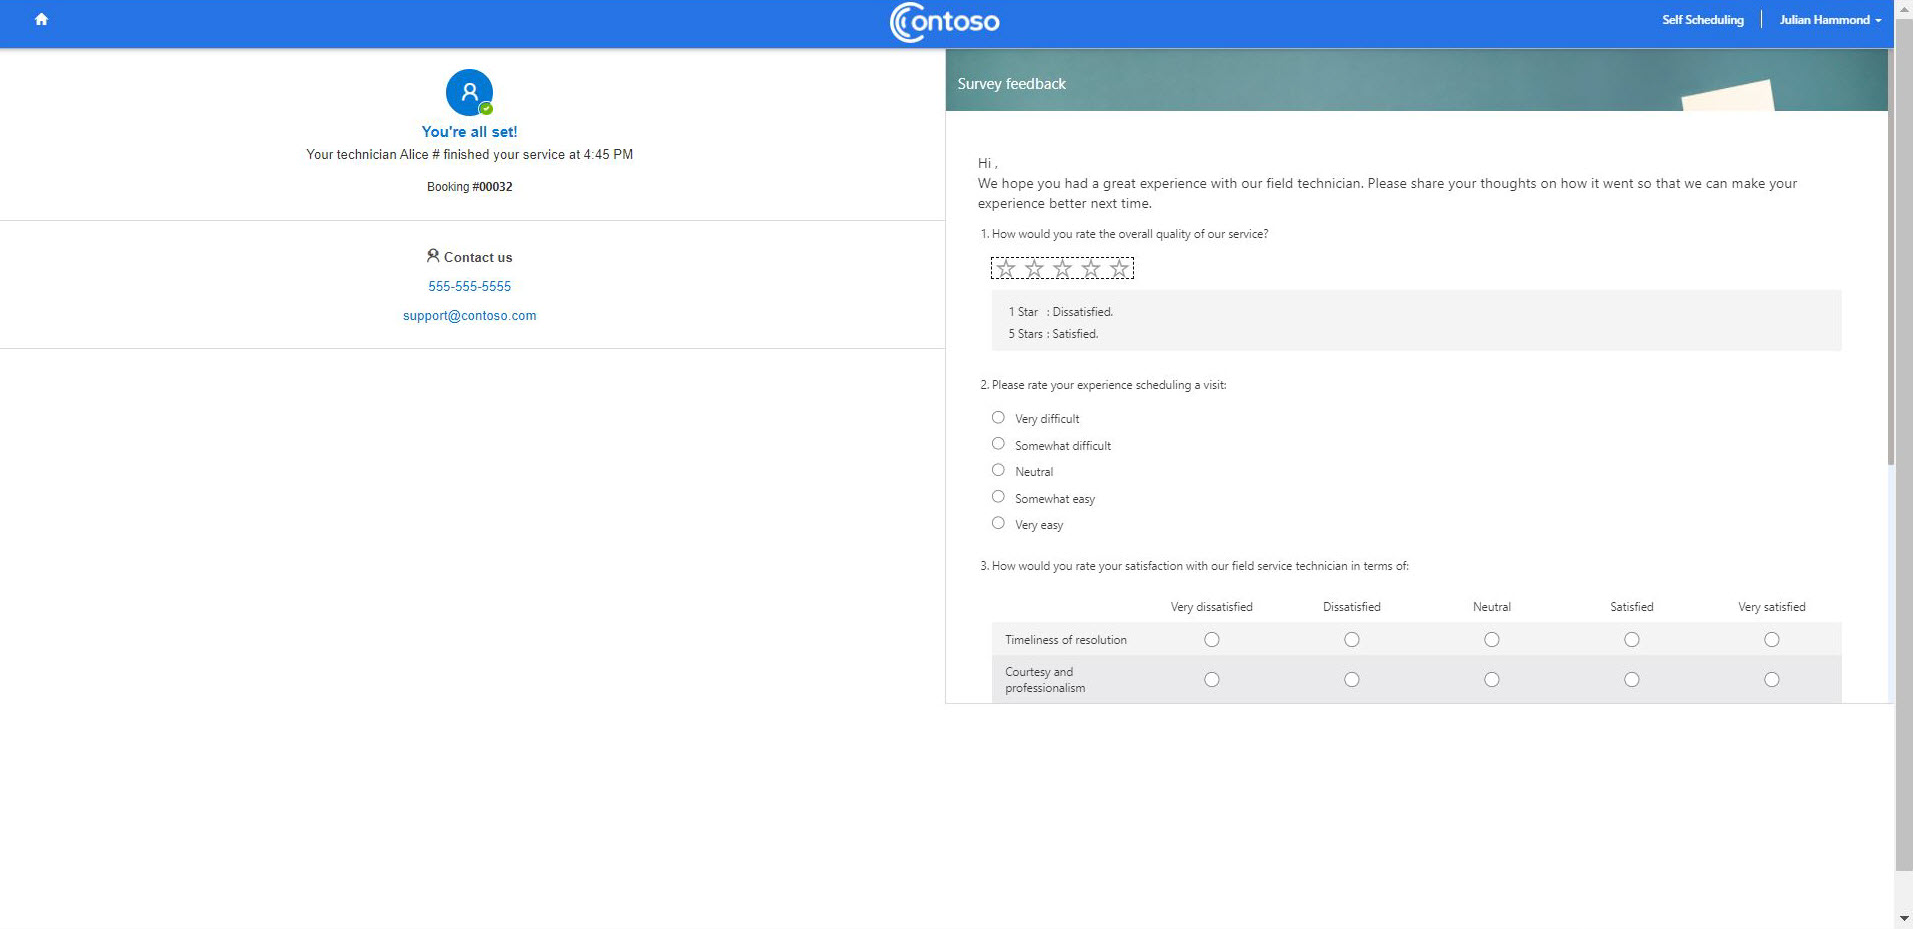 Contoso
Self Scheduling
Julian Hammond
You're all set!
Your technician Alice # finished your service at 4:45 PM
Booking #00032
Contact us
555-555-5555
support@contoso.com
Survey feedback
Hi ,
We hope you had a great experience with our field technician. Please share your thoughts on how it went so that we can make your
experience better next time.
1. How would you rate the overall quality of our service?
1 Star : Dissatisfied.
5 Stars : Satisfied.
2. Please rate your experience scheduling a visit:
Very difficult
Somewhat difficult
Neutral
Somewhat easy
Very easy
3. How would you rate your satisfaction with our field service technician in terms of:
Very dissatisfied Dissatisfied Neutral Satisfied Very satisfied
Timeliness of resolution
Courtesy and
professionalism